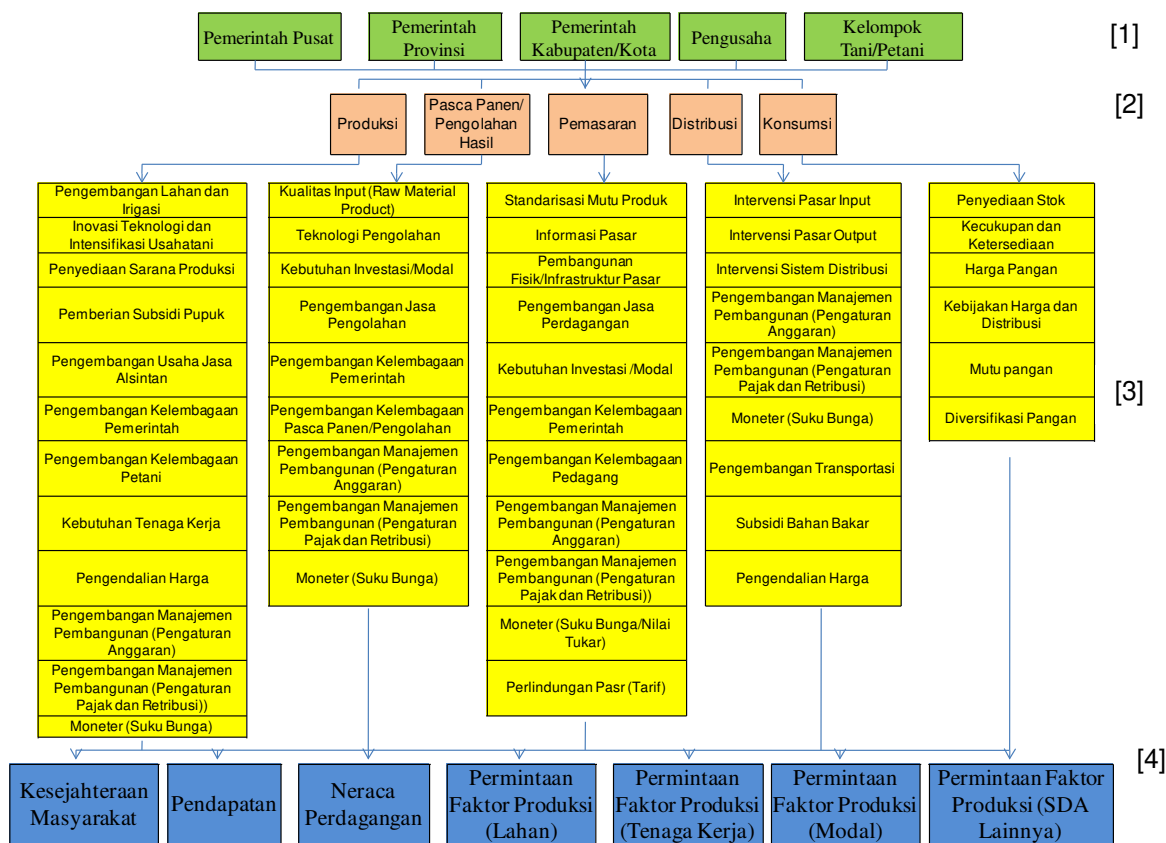 Pemerintah Pusat
Pemerintah
Provinsi
Pemerintah
Kabupaten/Kota
Pengusaha
Kelompok
Tani/Petani
[1]
Produksi
Pasca Panen/
Pengolahan
Hasil
Pemasaran
Distribusi
Konsumsi
[2]
Pengembangan Lahan dan
Irigasi
Inovasi Teknologi dan
Intensifikasi Usahatani
Penyediaan Sarana Produksi
Pemberian Subsidi Pupuk
Pengembangan Usaha Jasa
Alsintan
Pengembangan Kelembagaan
Pemerintah
Pengembangan Kelembagaan
Petani
Kebutuhan Tenaga Kerja
Pengendalian Harga
Pengembangan Manajemen
Pembangunan (Pengaturan
Anggaran)
Pengembangan Manajemen
Pembangunan (Pengaturan
Pajak dan Retribusi))
Moneter (Suku Bunga)
Kualitas Input (Raw Material
Product)
Teknologi Pengolahan
Kebutuhan Investasi/Modal
Pengembangan Jasa
Pengolahan
Pengembangan Kelembagaan
Pemerintah
Pengembangan Kelembagaan
Pasca Panen/Pengolahan
Pengembangan Manajemen
Pembangunan (Pengaturan
Anggaran)
Pengembangan Manajemen
Pembangunan (Pengaturan
Pajak dan Retribusi)
Moneter (Suku Bunga)
Standarisasi Mutu Produk
Informasi Pasar
Pembangunan
Fisik/Infrastruktur Pasar
Pengembangan Jasa
Perdagangan
Kebutuhan Investasi /Modal
Pengembangan Kelembagaan
Pemerintah
Pengembangan Kelembagaan
Pedagang
Pengembangan Manajemen
Pembangunan (Pengaturan
Anggaran)
Pengembangan Manajemen
Pembangunan (Pengaturan
Pajak dan Retribusi))
Moneter (Suku Bunga/Nilai
Tukar)
Perlindungan Pasr (Tarif)
Intervensi Pasar Input
Intervensi Pasar Output
Intervensi Sistem Distribusi
Pengembangan Manajemen
Pembangunan (Pengaturan
Anggaran)
Pengembangan Manajemen
Pembangunan (Pengaturan
Pajak dan Retribusi)
Moneter (Suku Bunga)
Pengembangan Transportasi
Subsidi Bahan Bakar
Pengendalian Harga
Penyediaan Stok
Kecukupan dan
Ketersediaan
Harga Pangan
Kebijakan Harga dan
Distribusi
Mutu pangan
Diversifikasi Pangan
[3]
Kesejahteraan
Masyarakat
Pendapatan
Neraca
Perdagangan
Permintaan
Faktor Produksi
(Lahan)
Permintaan
Faktor Produksi
(Tenaga Kerja)
Permintaan
Faktor Produksi
(Modal)
Permintaan Faktor
Produksi (SDA
Lainnya)
[4]